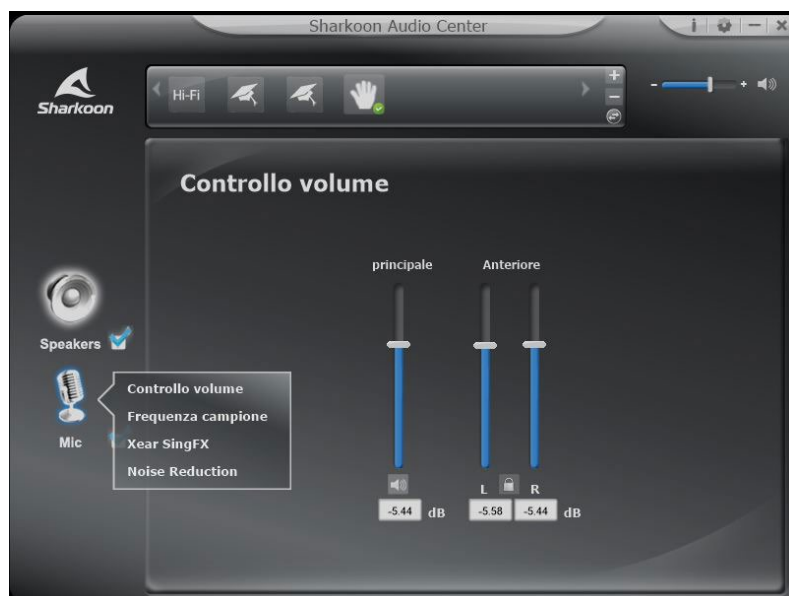 Sharkoon Audio Center
i
Sharkoon
Hi-Fi
Controllo volume
principale Anteriore
Speakers
Controllo volume
Frequenza campione
Mic Xear SingFX
Noise Reduction
L R
-5.44 dB -5.58 -5.44 dB